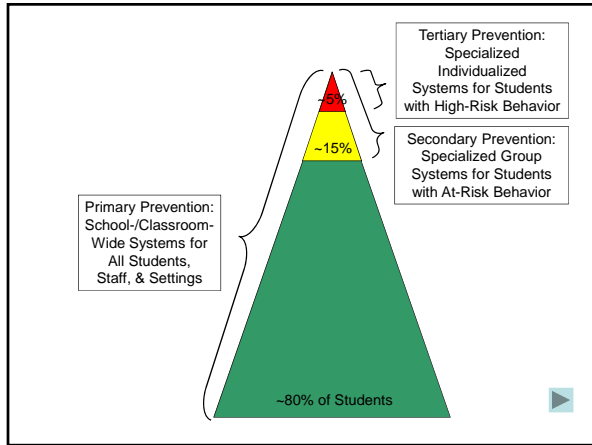 Tertiary Prevention:
Specialized
Individualized
Systems for Students
with High-Risk Behavior
~5%
~15%
Secondary Prevention:
Specialized Group
Systems for Students
with At-Risk Behavior
Primary Prevention:
School-/Classroom-
Wide Systems for
All Students,
Staff, & Settings
~80% of Students